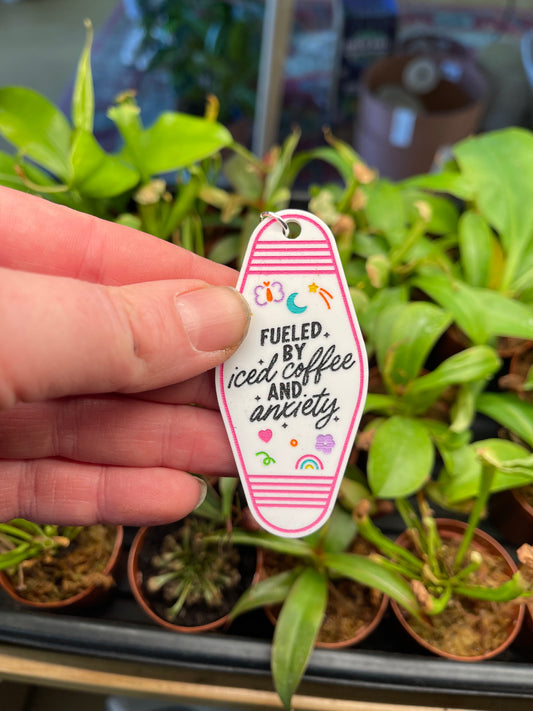 FUELED
BY
iced coffee
AND
anxiety